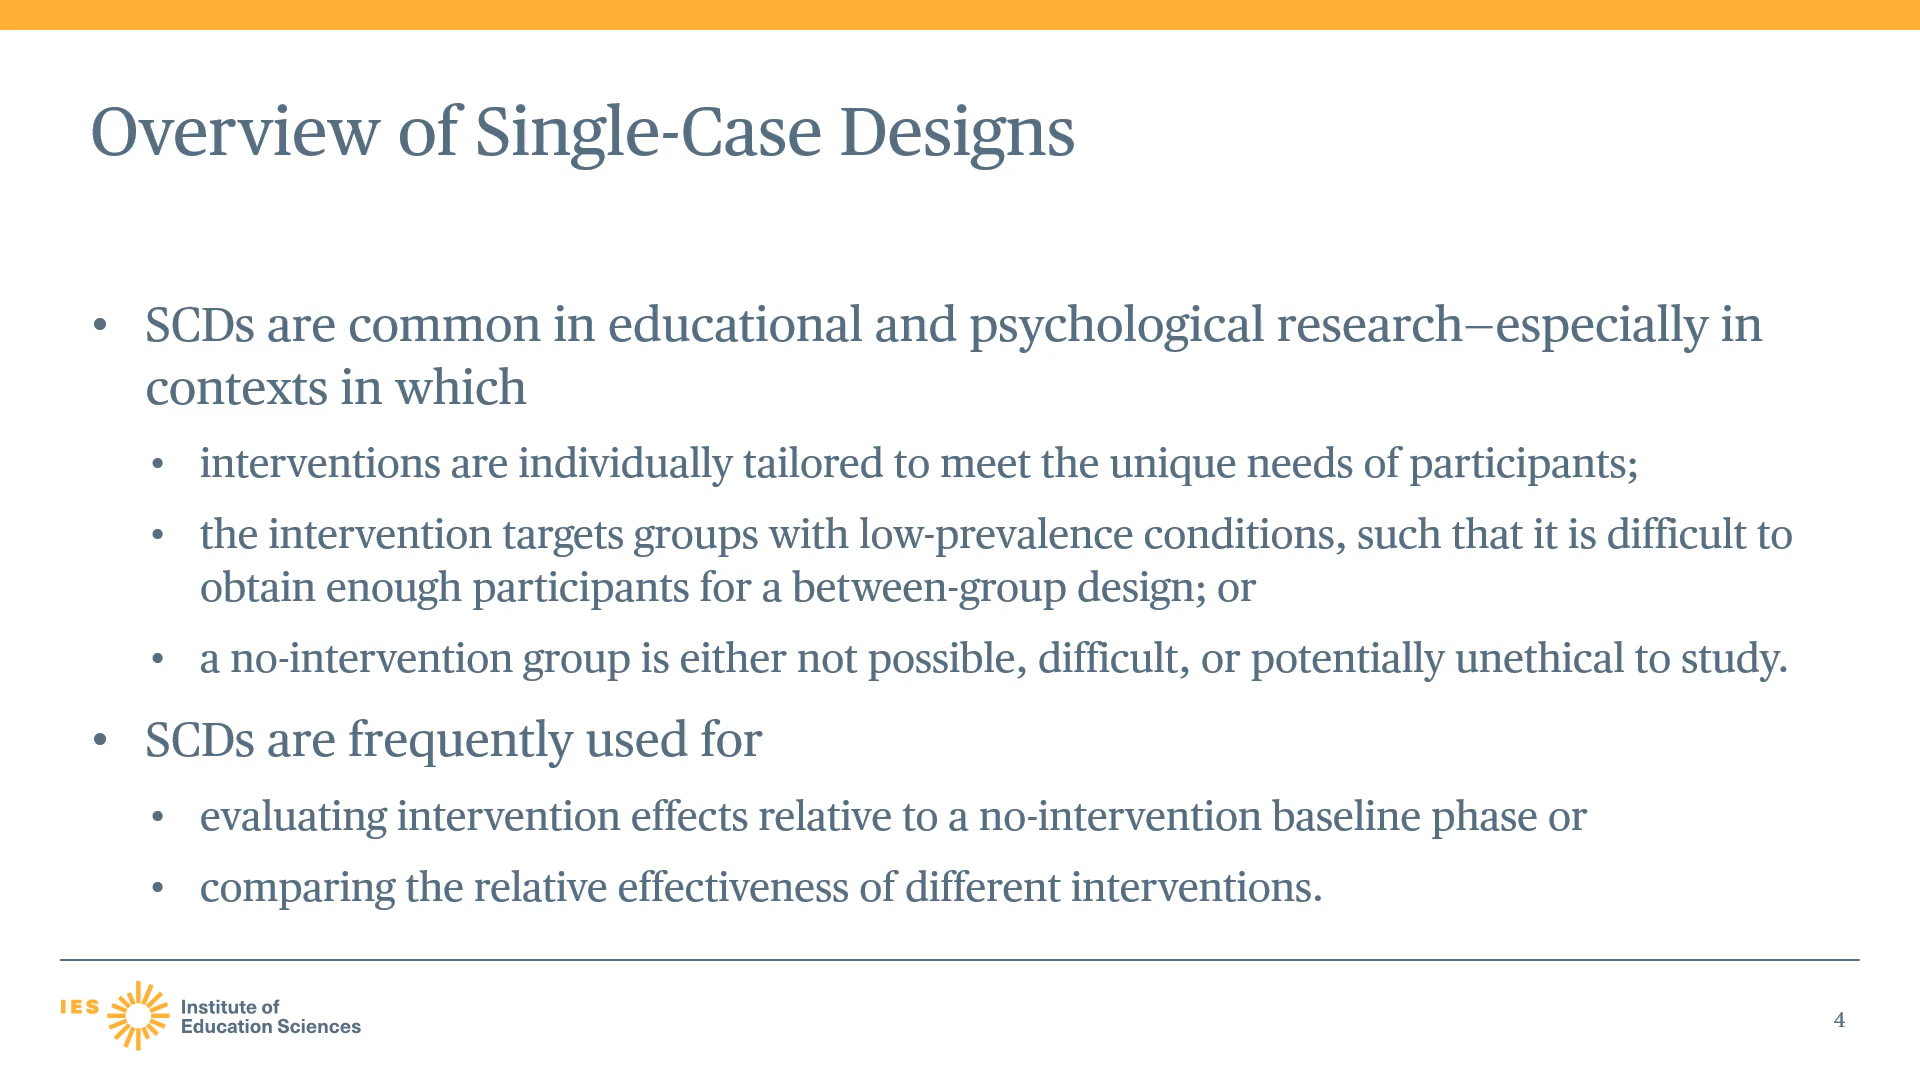 Overview of Single-Case Designs
• SCDs are common in educational and psychological research—especially in
contexts in which
• interventions are individually tailored to meet the unique needs of participants;
• the intervention targets groups with low-prevalence conditions, such that it is difficult to
obtain enough participants for a between-group design; or
• a no-intervention group is either not possible, difficult, or potentially unethical to study.
• SCDs are frequently used for
• evaluating intervention effects relative to a no-intervention baseline phase or
• comparing the relative effectiveness of different interventions.
IES
Institute of
Education Sciences
4